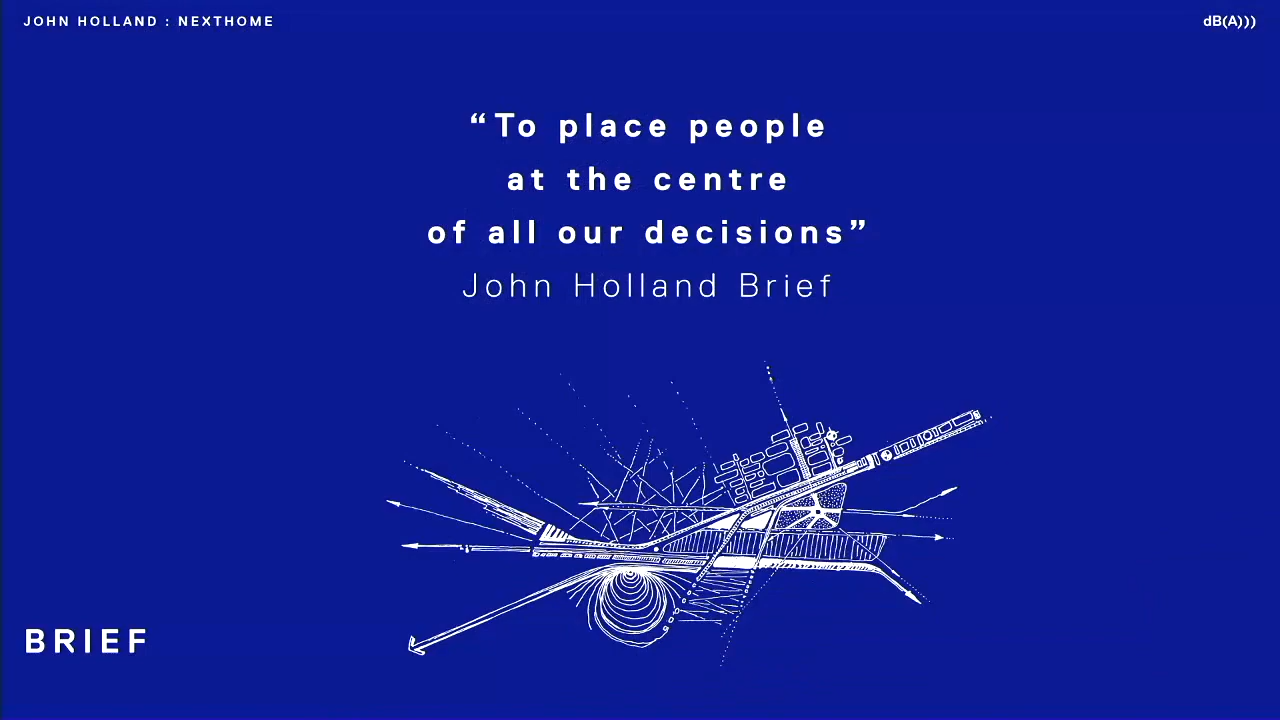 JOHN HOLLAND : NEXTHOME
dB(A)))
“To place people
at the centre
of all our decisions”
John Holland Brief
BRIEF